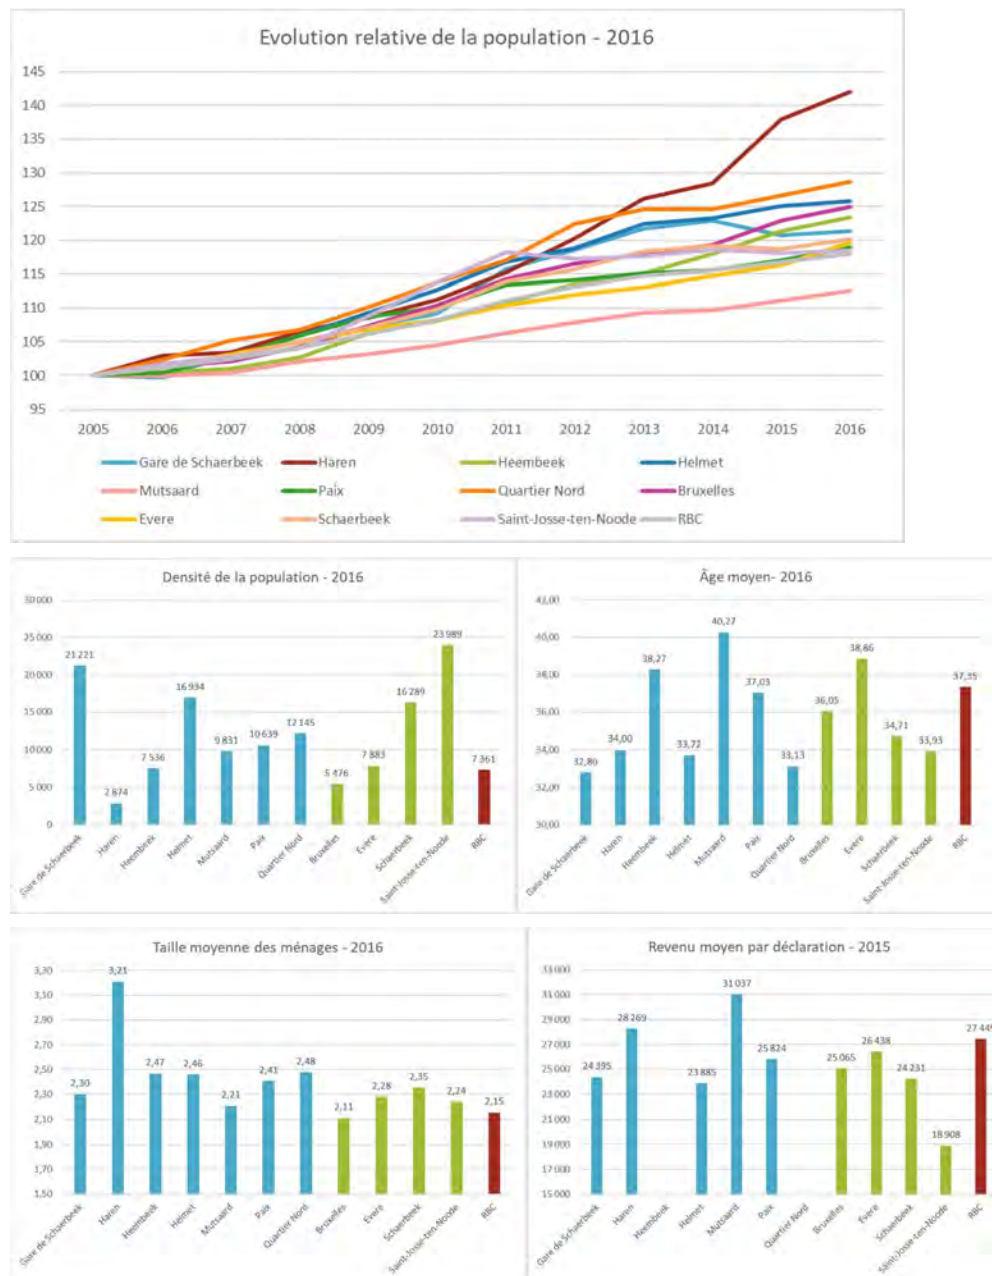 Evolution relative de la population - 2016
145
140
135
130
125
120
115
110
105
100
95
2005 2006 2007 2008 2009 2010 2011 2012 2013 2014 2015 2016
Gare de Schaerbeek Haren Heembeek Helmet
Mutsaard Paix Quartier Nord Bruxelles
Evere Schaerbeek Saint-Josse-ten-Noode RBC
Densité de la population - 2016
30 000
25 000
20 000
15 000
10 000
5 000
0
21 221
2 874
7 536
16 934
9 831
10 639
12 145
5 476
7 883
16 289
23 989
7 361
Gare de Schaerbeek
Haren
Heembeek
Helmet
Mutsaard
Paix
Quartier Nord
Bruxelles
Evere
Schaerbeek
Saint-Josse-ten-Noode
RBC
Âge moyen- 2016
42,00
40,00
38,00
36,00
34,00
32,00
30,00
32,80
34,00
38,27
33,72
40,27
37,03
33,13
36,05
38,86
34,71
33,93
37,35
Gare de Schaerbeek
Haren
Heembeek
Helmet
Mutsaard
Paix
Quartier Nord
Bruxelles
Evere
Schaerbeek
Saint-Josse-ten-Noode
RBC
Taille moyenne des ménages - 2016
3,30
3,10
2,90
2,70
2,50
2,30
2,10
1,90
1,70
1,50
2,30
3,21
2,47
2,46
2,21
2,41
2,48
2,11
2,28
2,35
2,24
2,15
Gare de Schaerbeek
Haren
Heembeek
Helmet
Mutsaard
Paix
Quartier Nord
Bruxelles
Evere
Schaerbeek
Saint-Josse-ten-Noode
RBC
Revenu moyen par déclaration - 2015
33 000
31 000
29 000
27 000
25 000
23 000
21 000
19 000
17 000
15 000
24 395
28 269
23 885
31 037
25 824
25 065
26 438
24 231
18 908
27 449
Gare de Schaerbeek
Haren
Heembeek
Helmet
Mutsaard
Paix
Quartier Nord
Bruxelles
Evere
Schaerbeek
Saint-Josse-ten-Noode
RBC